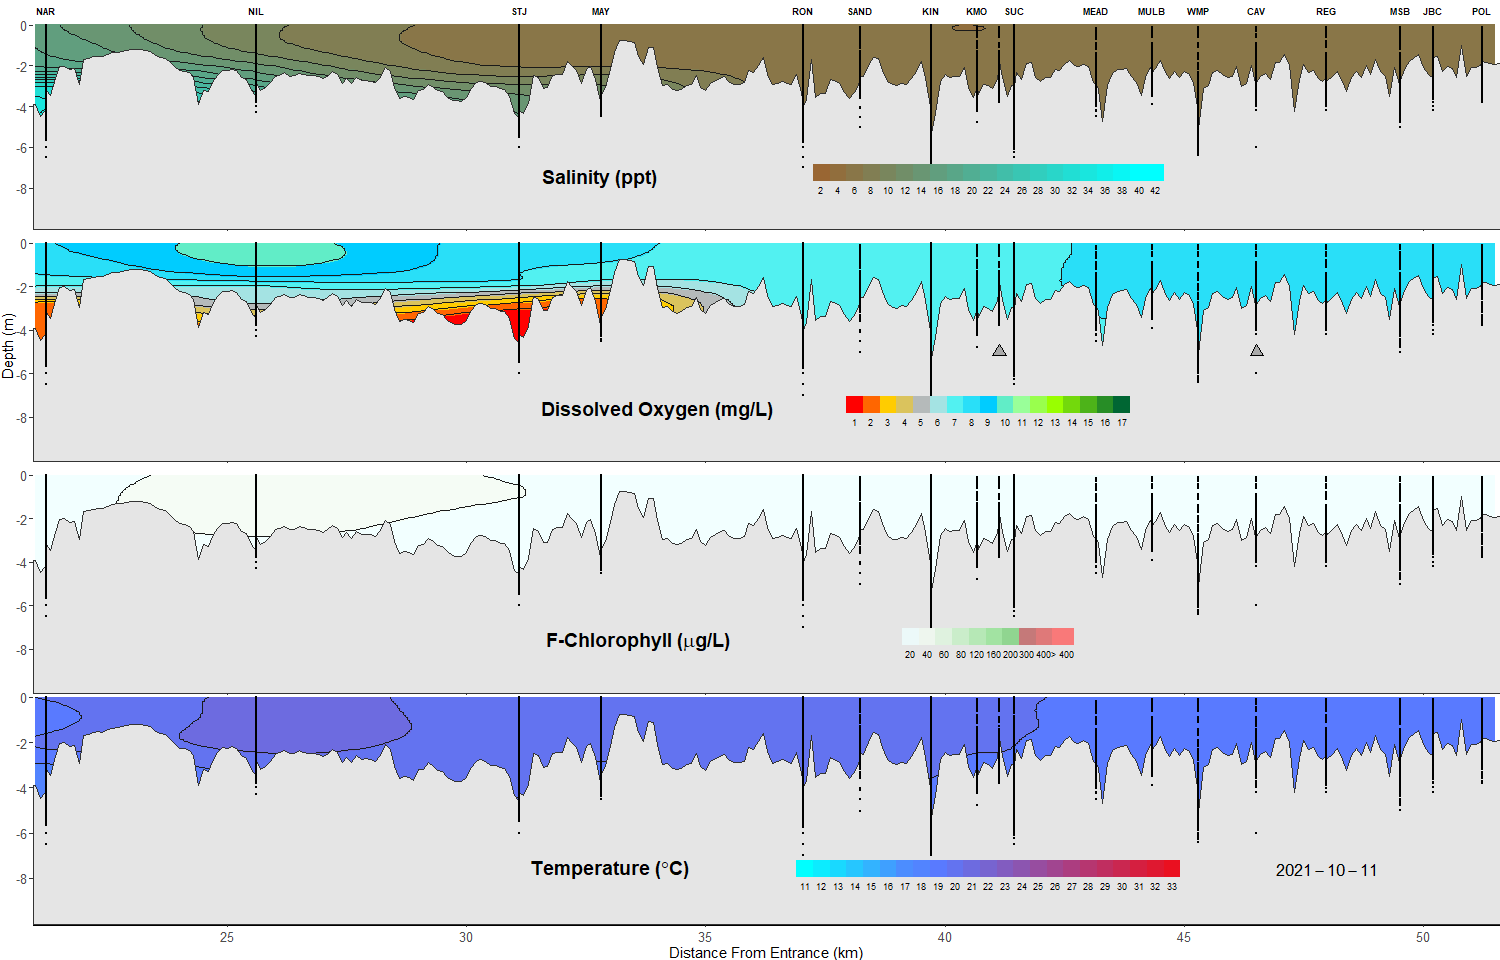 NAR NIL STJ MAY RON SAND KIN KMO SUC MEAD MULB WMP CAV REG MSB JBC POL
0
-2
-4
-6
-8
Salinity (ppt)
2 4 6 8 10 12 14 16 18 20 22 24 26 28 30 32 34 36 38 40 42
0
-2
-4
-6
-8
Dissolved Oxygen (mg/L)
1 2 3 4 5 6 7 8 9 10 11 12 13 14 15 16 17
Depth (m)
0
-2
-4
-6
-8
F-Chlorophyll (µg/L)
20 40 60 80 120 160 200 300 400> 400
0
-2
-4
-6
-8
Temperature (°C)
11 12 13 14 15 16 17 18 19 20 21 22 23 24 25 26 27 28 29 30 31 32 33
2021 – 10 – 11
25 30 35 40 45 50
Distance From Entrance (km)